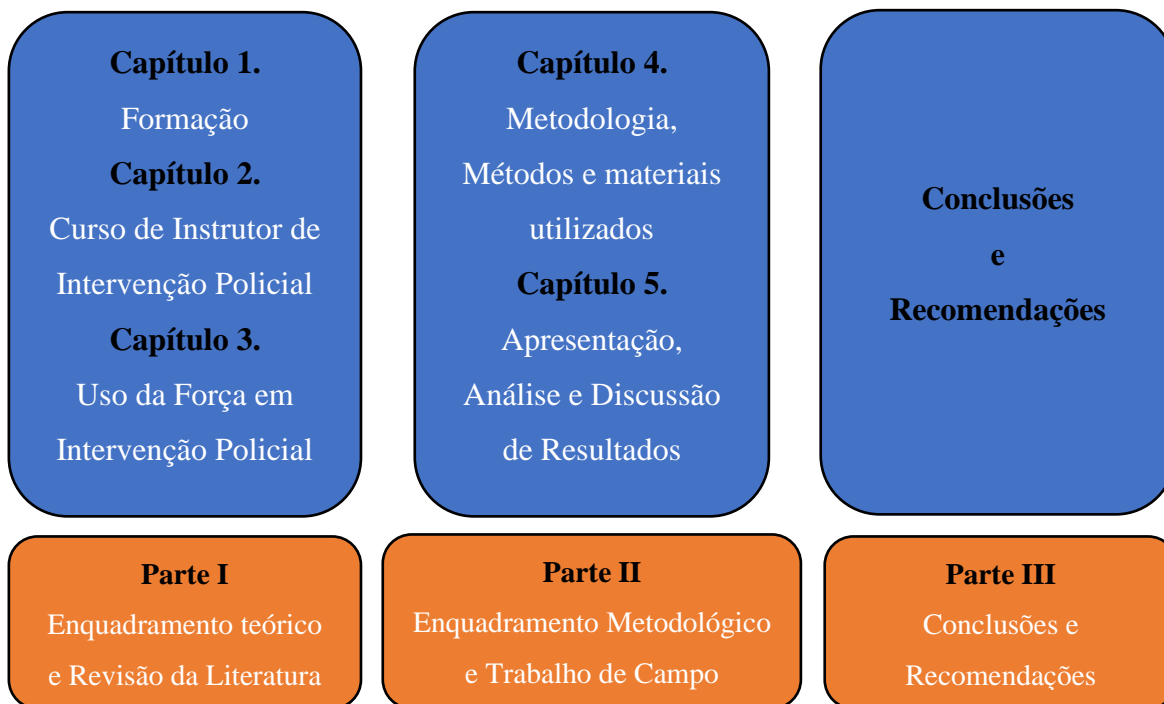 Capítulo 1.
Formação
Capítulo 2.
Curso de Instrutor de
Intervenção Policial
Capítulo 3.
Uso da Força em
Intervenção Policial
Capítulo 4.
Metodologia,
Métodos e materiais
utilizados
Capítulo 5.
Apresentação,
Análise e Discussão
de Resultados
Conclusões
e
Recomendações
Parte I
Enquadramento teórico
e Revisão da Literatura
Parte II
Enquadramento Metodológico
e Trabalho de Campo
Parte III
Conclusões e
Recomendações